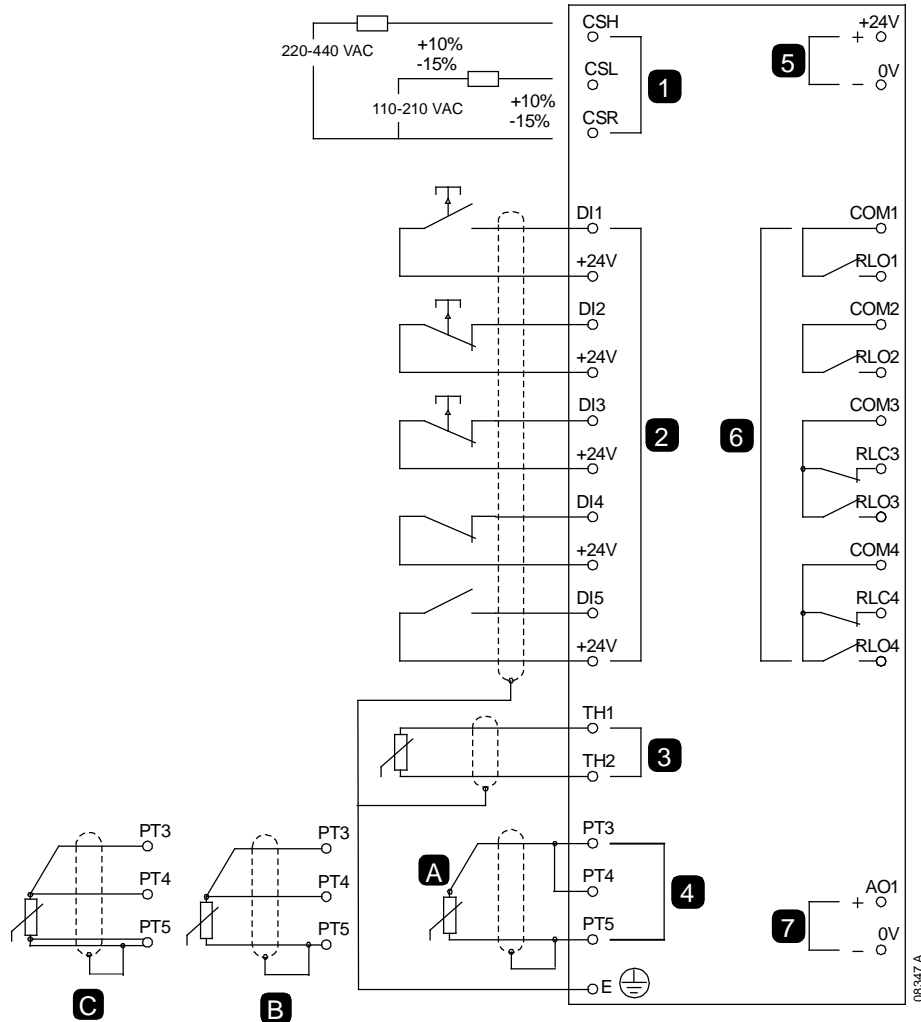 CSH
+24V
220-440 VAC
+10%
-15%
+
5
1
CSL
-
0V
110-210 VAC
+10%
-15%
CSR
DI1
COM1
+24V
RLO1
DI2
COM2
+24V
RLO2
DI3
COM3
2
6
+24V
RLC3
DI4
RLO3
+24V
COM4
DI5
RLC4
+24V
RLO4
TH1
3
TH2
PT3
PT3
PT3
A
PT4
PT4
PT4
4
AO1
+
PT5
PT5
PT5
7
0V
-
E
C
B
08347.A